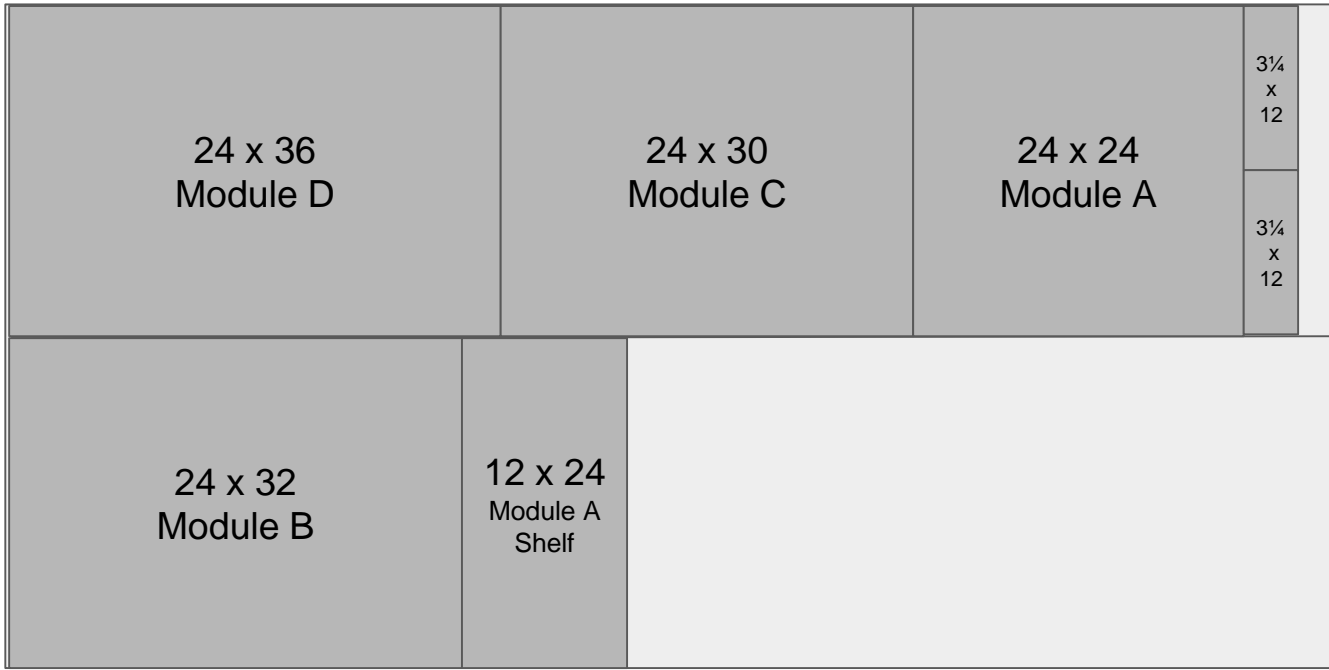 24 x 36
Module D
24 x 30
Module C
24 x 24
Module A
3¼
x
12
3¼
x
12
24 x 32
Module B
12 x 24
Module A
Shelf